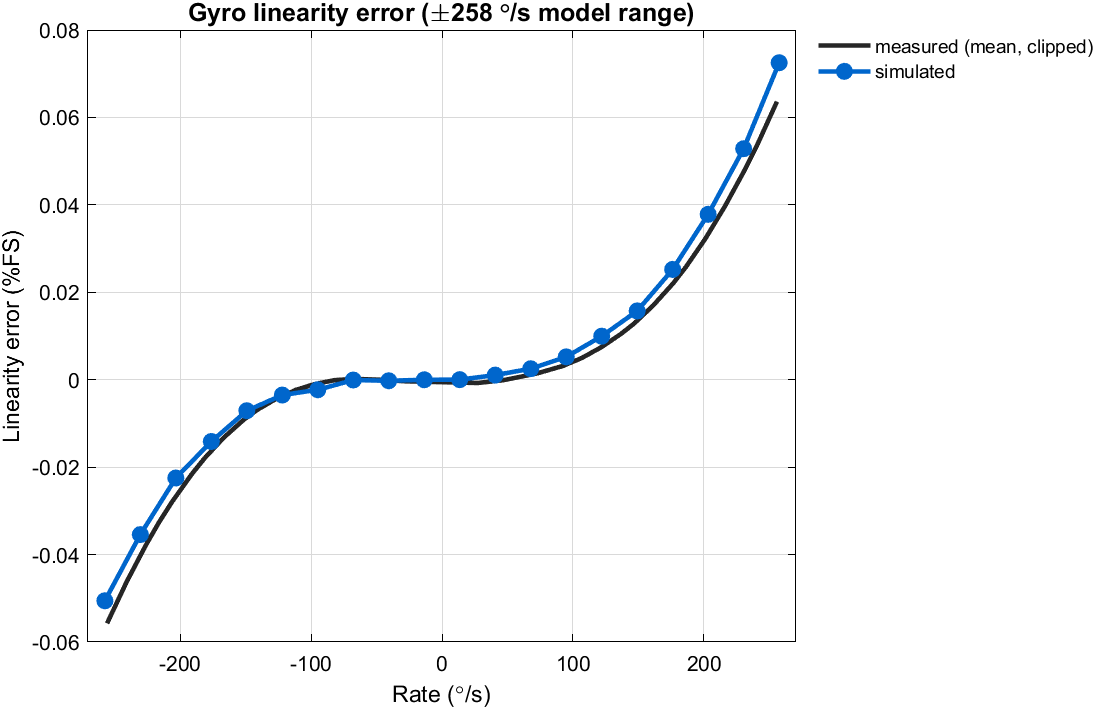 Gyro linearity error (±258 °/s model range)
measured (mean, clipped)
simulated
Linearity error (%FS)
0.08
0.06
0.04
0.02
0
-0.02
-0.04
-0.06
-200 -100 0 100 200
Rate (°/s)